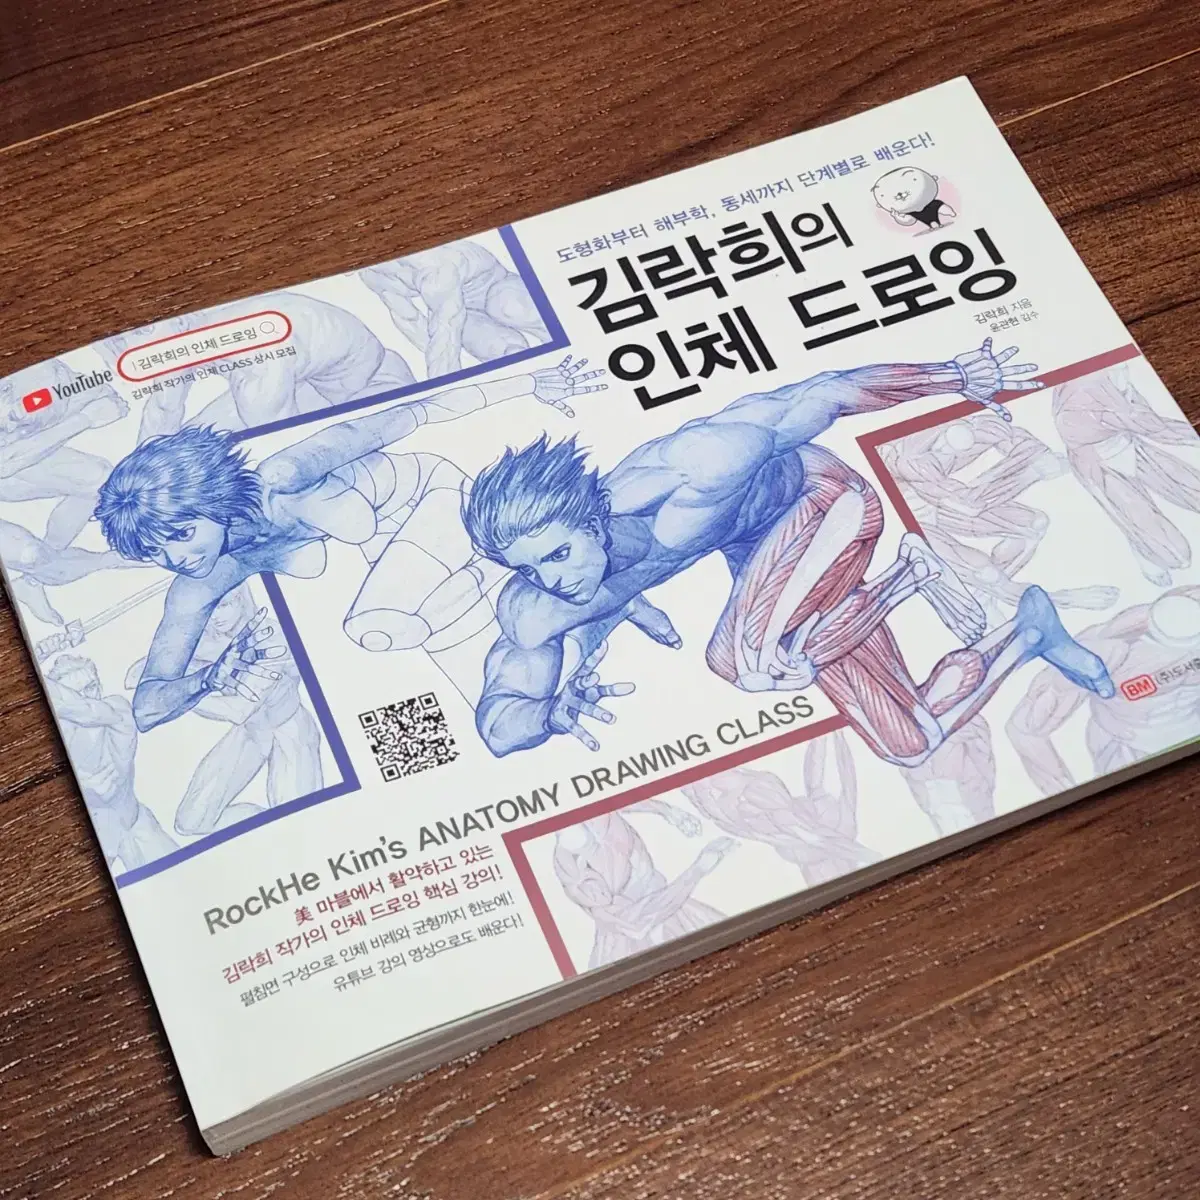 도형화부터 해부학, 동세까지 단계별로 배운다!
김락희의
인체 드로잉
김락희 지음
윤관현 감수
YouTube
김락희의 인체 드로잉
김락희 작가의 인체 CLASS 상시 모집
RockHe Kim's ANATOMY DRAWING CLASS
美 마블에서 활약하고 있는
김락희 작가의 인체 드로잉 핵심 강의!
펼침면 구성으로 인체 비례와 균형까지 한눈에!
유튜브 강의 영상으로도 배운다!
BM (주)도서출